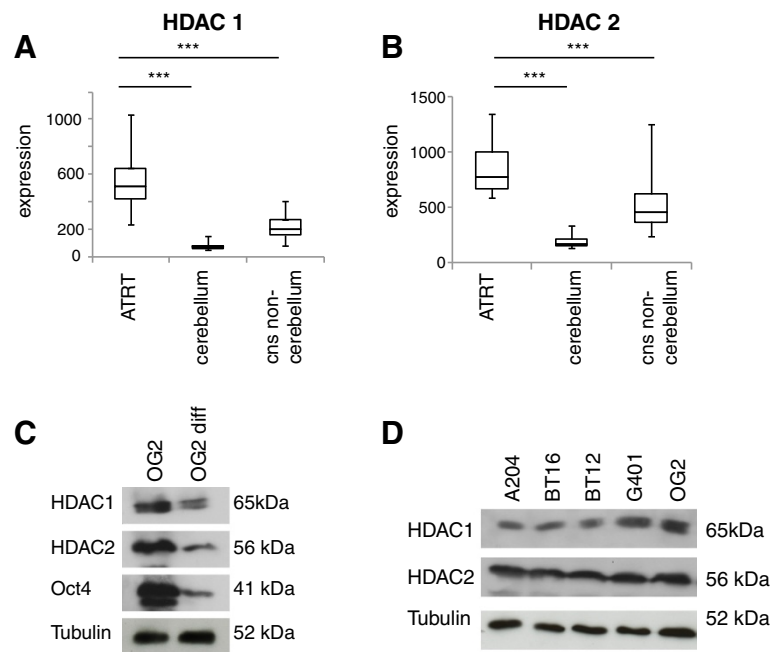 HDAC 1
A
***
***
expression
1000
600
200
0
ATRT
cerebellum
cns non-
cerebellum
HDAC 2
B
***
***
expression
1500
1000
500
0
ATRT
cerebellum
cns non-
cerebellum
C
OG2
OG2 diff
HDAC1 65kDa
HDAC2 56 kDa
Oct4 41 kDa
Tubulin 52 kDa
D
A204 BT16 BT12 G401 OG2
HDAC1 65kDa
HDAC2 56 kDa
Tubulin 52 kDa